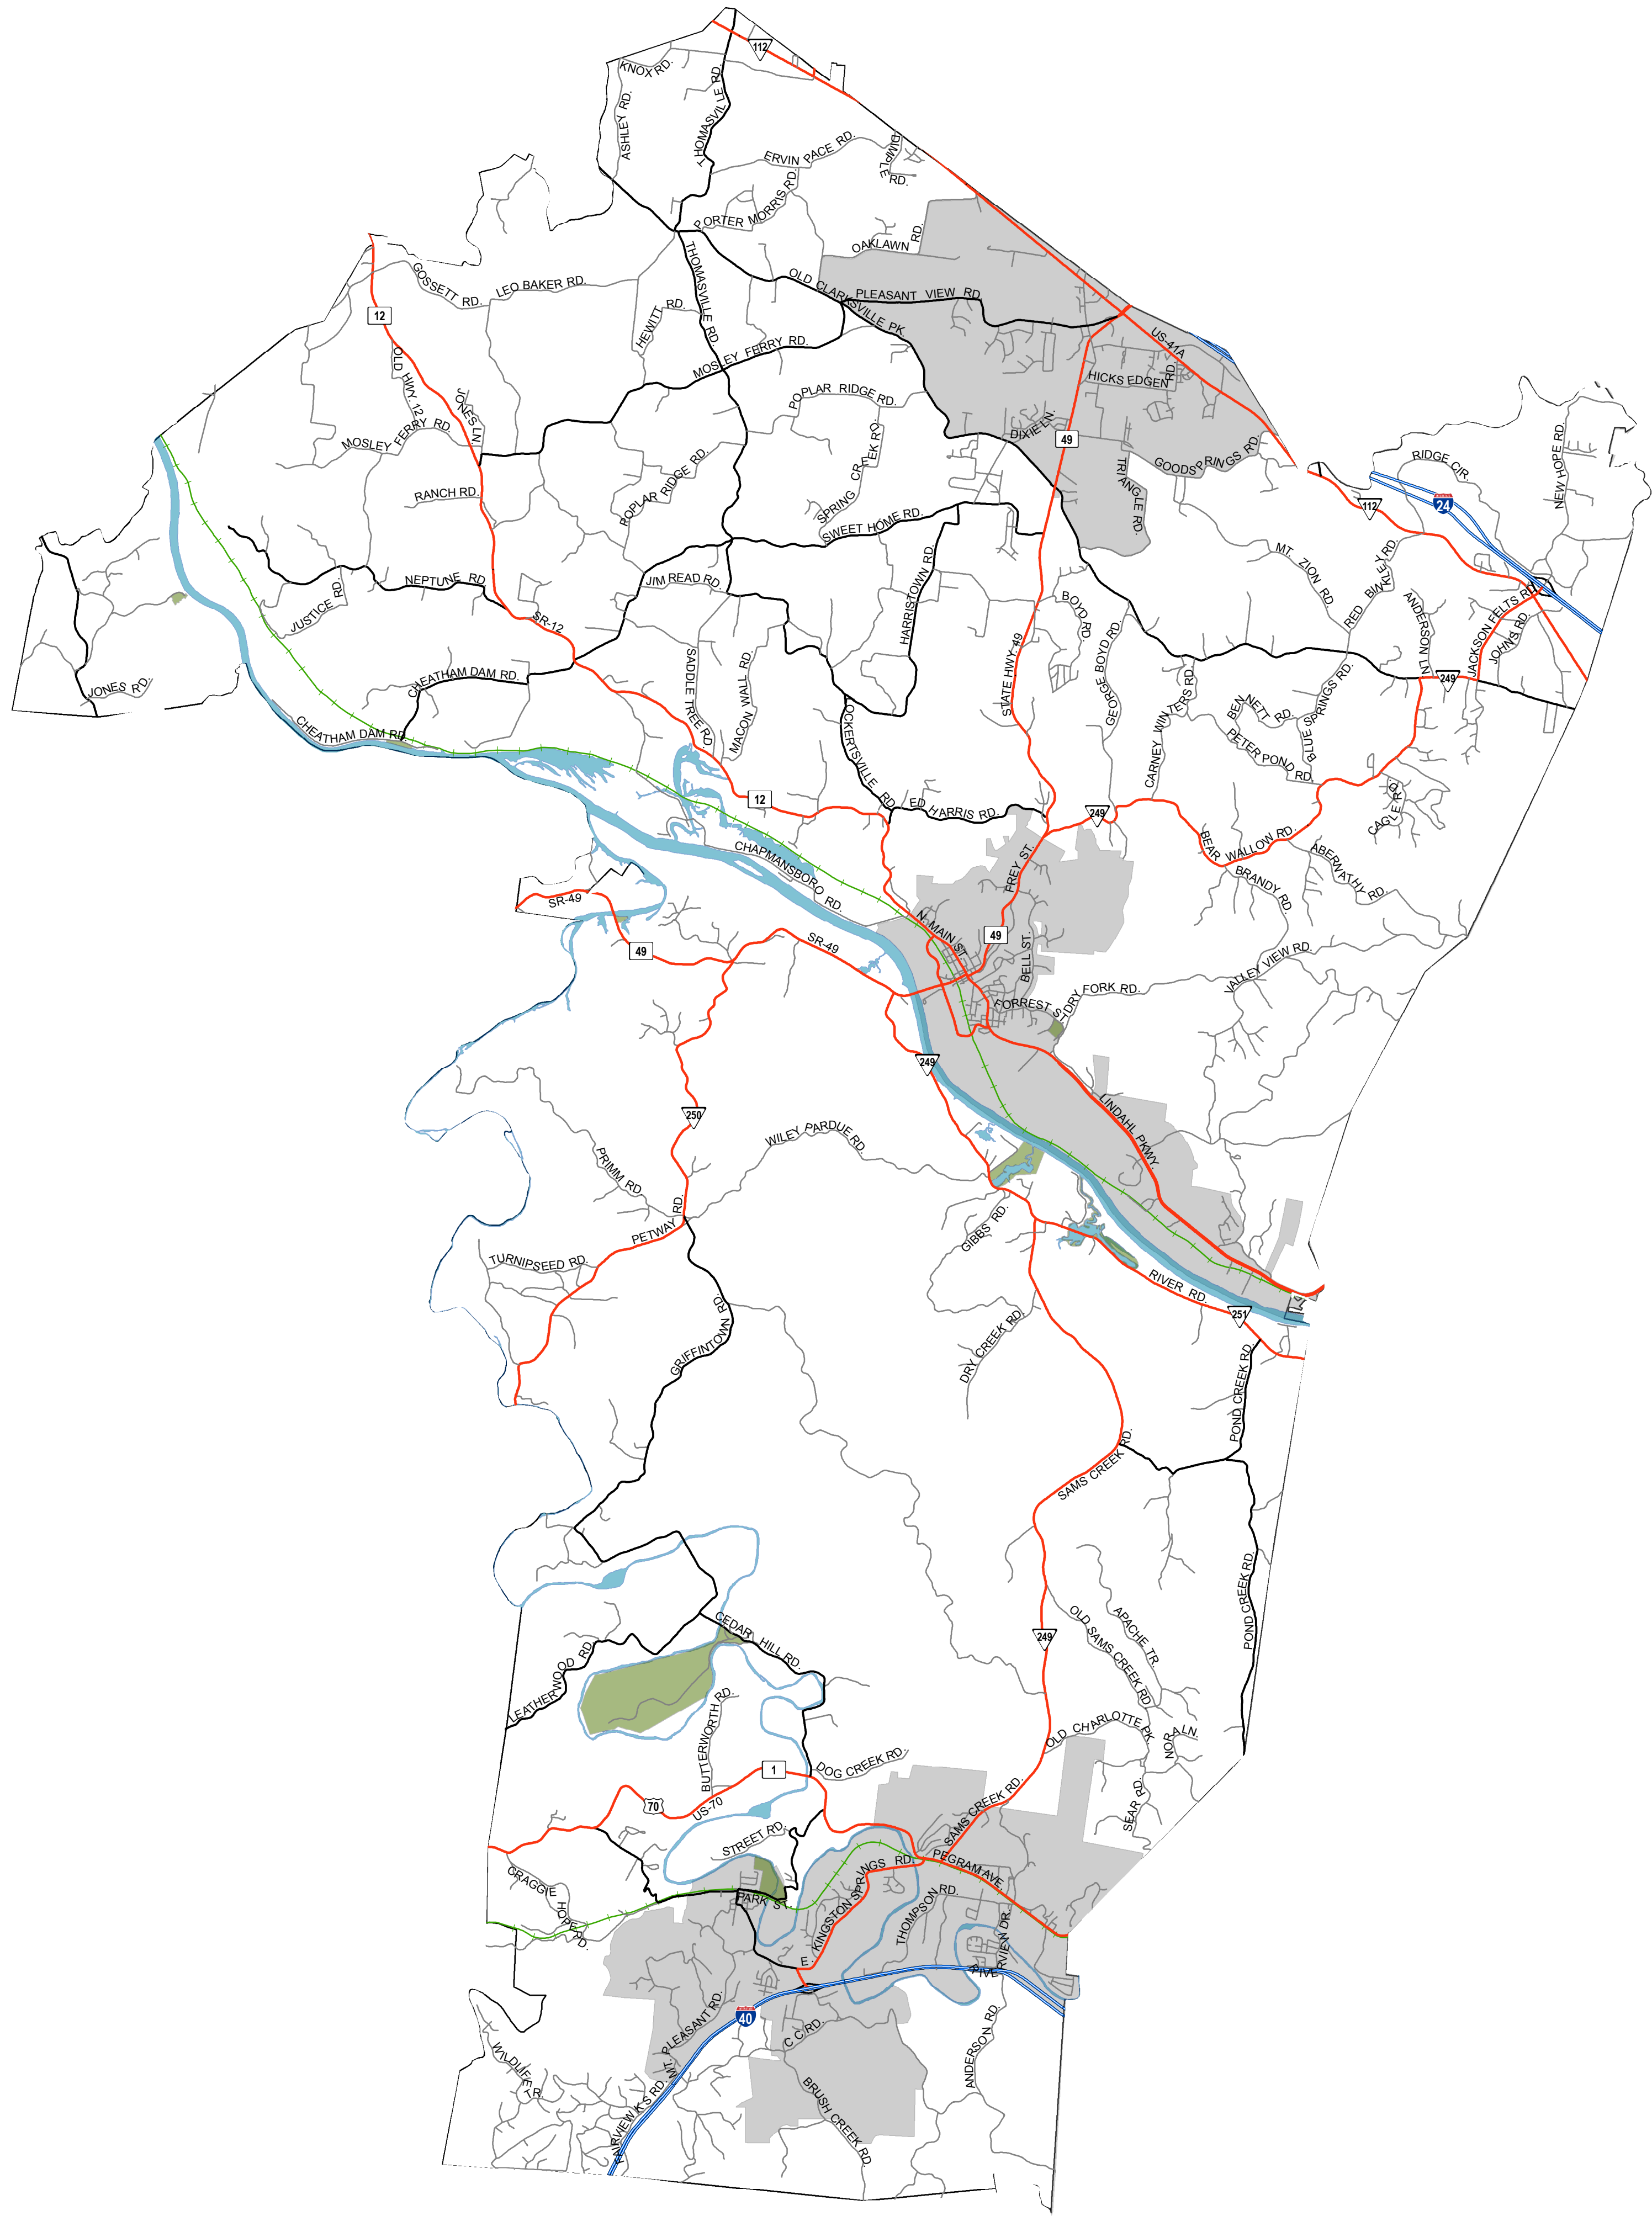 112
KNOX RD.
ASHLEY RD.
THOMASVILLE RD.
ERVIN PACE RD.
DIMPLE RD.
PORTER MORRIS RD.
OAKLAWN RD.
GOSSETT RD.
LEO BAKER RD.
THOMASVILLE RD.
OLD CLARKSVILLE PK.
PLEASANT VIEW RD
12
HEWITT RD.
MOSLEY FERRY RD.
US-41A
OLD HWY. 12
JONES LN.
HICKS EDGEN RD.
POPLAR RIDGE RD.
MOSLEY FERRY RD.
DIXIE LN.
49
GOODSPRINGS RD.
RIDGE CIR.
NEW HOPE RD.
RANCH RD.
POPLAR RIDGE RD.
SPRING CREEK RD
TRIANGLE RD.
24
112
SWEET HOME RD.
NEPTUNE RD
JUSTICE RD.
JIM READ RD.
HARRISTOWN RD.
BOYD RD
MT. ZION RD
RED BINKLEY RD.
ANDERSON LN.
JACKSON FELTS RD.
JOHNS RD.
SR-12
JONES RD.
CHEATHAM DAM RD.
SADDLE TREE RD.
MACON WALL RD.
LOCKERTSVILLE RD.
STATE HWY 49
GEORGE BOYD RD.
CARNEY WINTERS RD.
BENNETT RD.
BLUE SPRINGS RD.
PETER POND RD.
249
CHEATHAM DAM RD
12
ED HARRIS RD.
249
BEAR WALLOW RD.
CAGLE RD.
CHAPMANSBORO RD.
FREY ST.
BRANDY RD.
ABERNATHY RD.
SR-49
49
SR-49
N. MAIN ST.
49
BELL ST.
FORREST ST.
DRY FORK RD.
VALLEY VIEW RD.
249
250
LINDAHL PKWY.
WILEY PARDUE RD.
PRIMM RD
PETWAY RD.
GIBBS RD.
TURNIPSEED RD.
RIVER RD.
251
GRIFFINTOWN RD.
DRY CREEK RD.
POND CREEK RD.
SAMS CREEK RD.
POND CREEK RD.
CEDAR HILL RD.
249
OLD SAMS CREEK RD
APACHE TR.
LEATHERWOOD RD.
BUTTERWORTH RD.
OLD CHARLOTTE PK.
NORA LN.
DOG CREEK RD.
1
70
US-70
SAMS CREEK RD.
SEAR RD.
STREET RD.
PEGRAM AVE.
CRAGGIE HOPE RD.
PARK ST.
E. KINGSTON SPRINGS RD.
THOMPSON RD.
RIVERVIEW DR.
40
MT. PLEASANT RD.
C C RD.
ANDERSON RD.
WILDLIFE TR.
BRUSH CREEK RD.